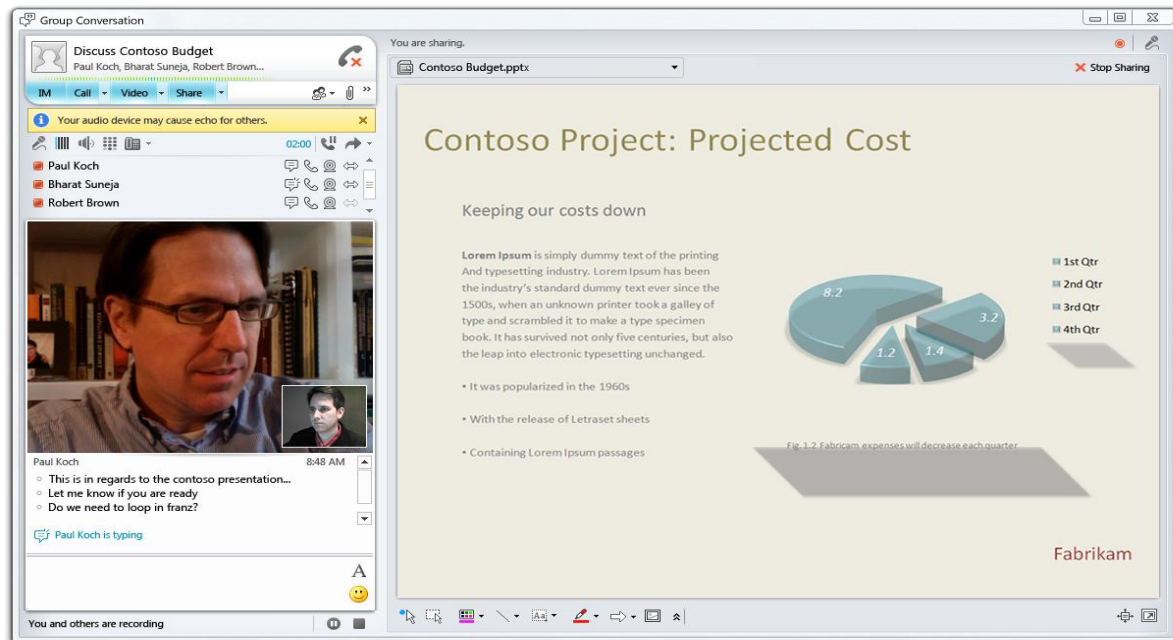 Group Conversation
Discuss Contoso Budget
Paul Koch, Bharat Suneja, Robert Brown...
IM Call Video Share
Your audio device may cause echo for others.
02:00
Paul Koch
Bharat Suneja
Robert Brown
Paul Koch 8:48 AM
This is in regards to the contoso presentation...
Let me know if you are ready
Do we need to loop in franz?
Paul Koch is typing
A
You and others are recording
You are sharing.
Contoso Budget.pptx
Stop Sharing
Contoso Project: Projected Cost
Keeping our costs down
Lorem Ipsum is simply dummy text of the printing
And typesetting industry. Lorem Ipsum has been
the industry's standard dummy text ever since the
1500s, when an unknown printer took a galley of
type and scrambled it to make a type specimen
book. It has survived not only five centuries, but also
the leap into electronic typesetting unchanged.
• It was popularized in the 1960s
• With the release of Letraset sheets
• Containing Lorem Ipsum passages
8.2
3.2
1.2
1.4
1st Qtr
2nd Qtr
3rd Qtr
4th Qtr
Fig. 1.2 Fabricam expenses will decrease each quarter
Fabrikam
Aa